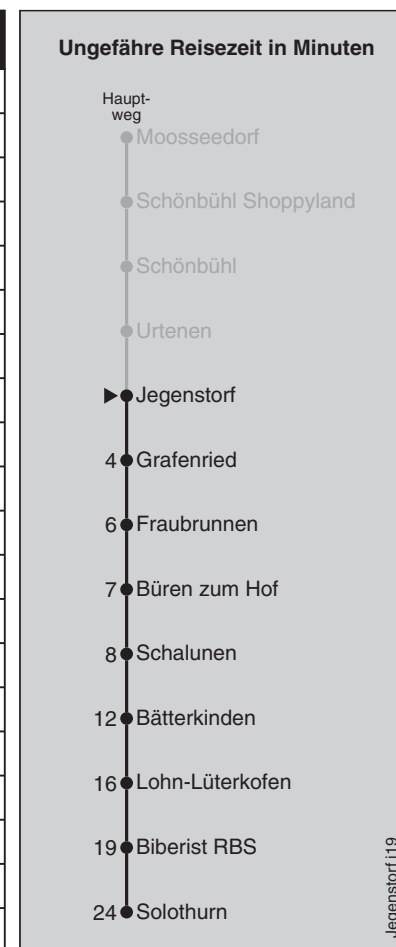 Ungefähre Reisezeit in Minuten
Haupt-
weg
Moosseedorf
Schönbühl Shoppyland
Schönbühl
Urtenen
Jegenstorf
4 Grafenried
6 Fraubrunnen
7 Büren zum Hof
8 Schalunen
12 Bätterkinden
16 Lohn-Lüterkofen
19 Biberist RBS
24 Solothurn
Jegenstorf j19